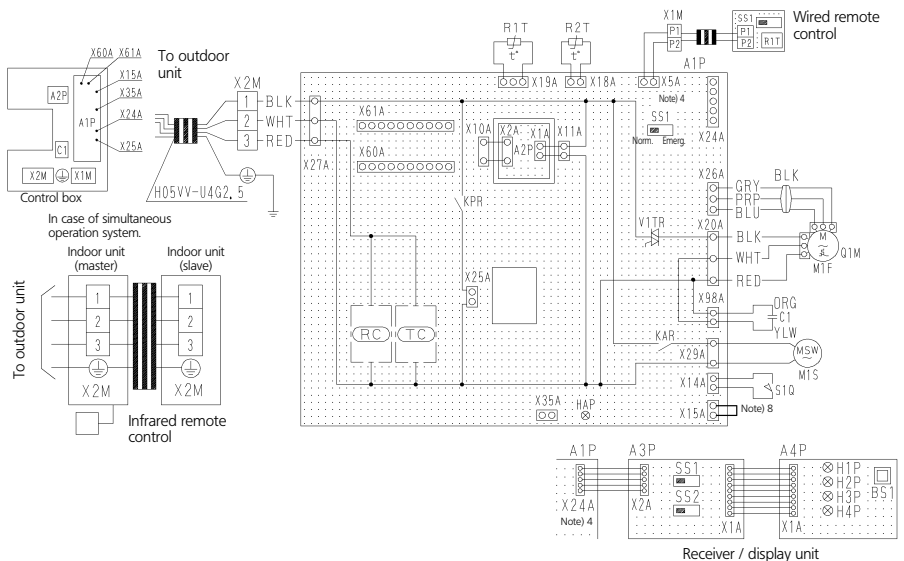 X60A X61A
X15A
X35A
A2P
A1P
X24A
C1
X25A
X2M X1M
Control box
To outdoor
unit
X2M
1 BLK
2 WHT
3 RED
H05VV-U4G2,5
X27A
In case of simultaneous
operation system.
Indoor unit
(master)
Indoor unit
(slave)
1 1
2 2
3 3
X2M X2M
To outdoor unit
Infrared remote
control
R1T
t°
X19A
R2T
t°
X18A
X1M
P1
P2
SS1
P1
P2
R1T
Wired remote
control
A1P
X5A
Note) 4
SS1
Norm. Emerg.
X24A
X61A
X60A
X10A X2A X1A X11A
A2P
KPR
X25A
RC TC
V1TR
X26A
GRY
PRP
BLU
BLK
X20A
BLK
WHT
RED
M
~
Q1M
M1F
X98A
ORG
C1
YLW
KAR
X29A
MSW
~
M1S
X14A
S1Q
X35A HAP
X15A
Note) 8
A1P A3P A4P
SS1
SS2
X24A
X2A
X1A
X1A
Note) 4
H1P
H2P
H3P
H4P
BS1
Receiver / display unit